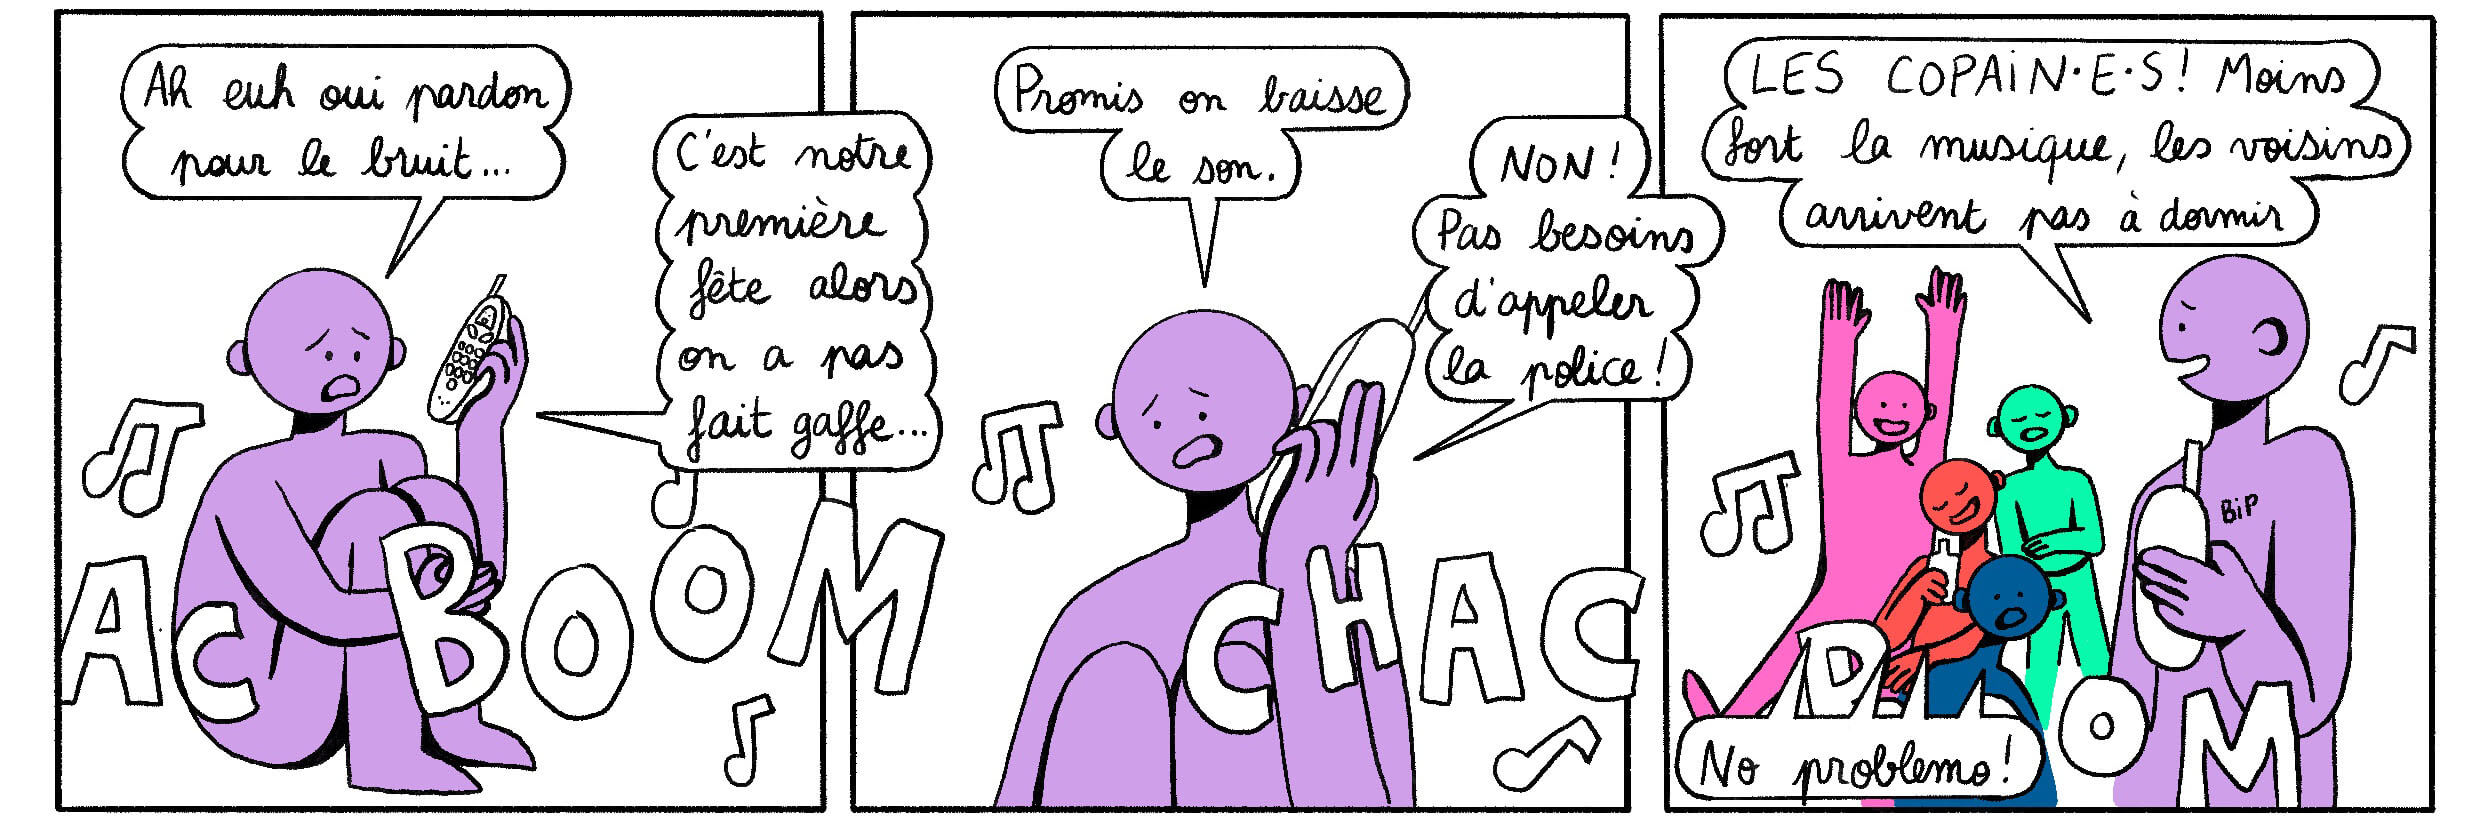 Ah euh oui pardon
pour le bruit...
C'est notre
première
fête alors
on a pas
fait gaffe...
AC BOOM
Promis on baisse
le son.
NON!
Pas besoins
d'appeler
la police!
CHAC
LES COPAiN·E·S! Moins
fort la musique, les voisins
arrivent pas à dormir
BiP
No problemo!
OM